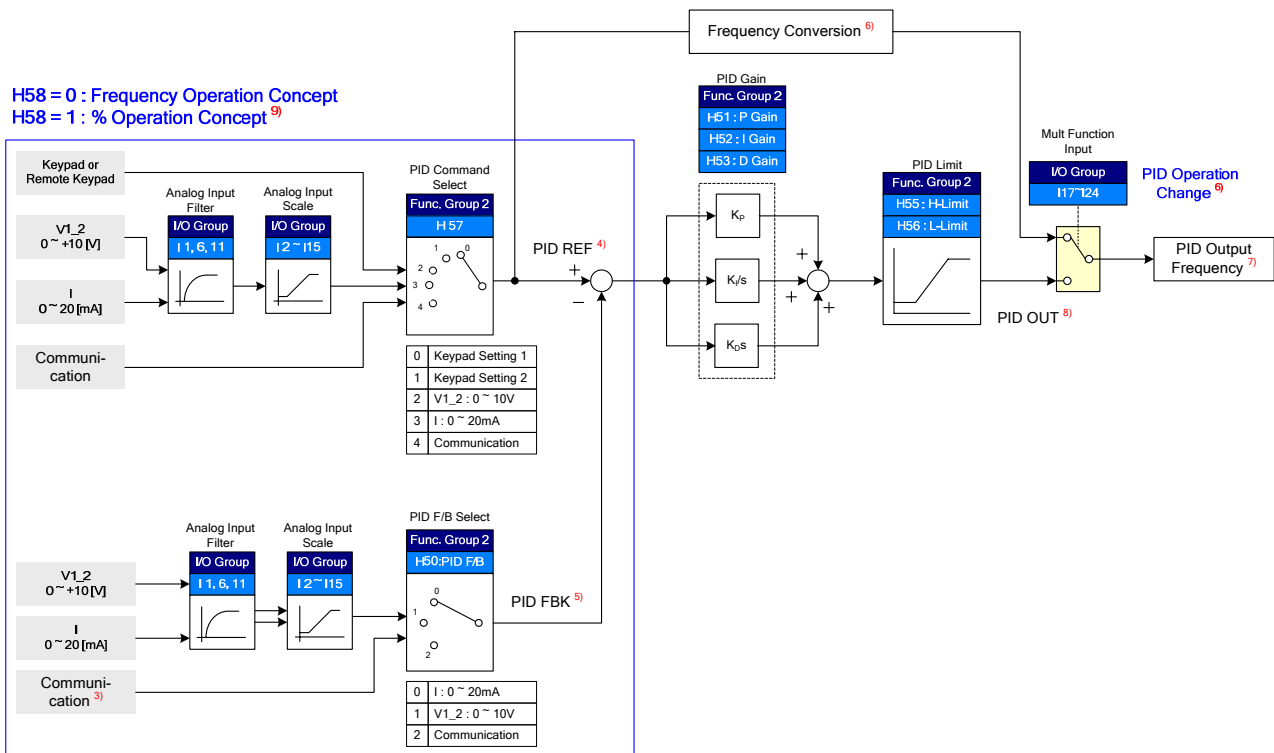 Frequency Conversion 6)
H58 = 0 : Frequency Operation Concept
H58 = 1 : % Operation Concept 9)
PID Gain
Func. Group 2
H51 : P Gain
H52 : I Gain
H53 : D Gain
Mult Function
Input
I/O Group
I17~I24
PID Operation
Change 6)
Keypad or
Remote Keypad
V1_2
0 ~ +10 [V]
I
0 ~ 20 [mA]
Communi-
cation
Analog Input
Filter
I/O Group
I 1, 6, 11
Analog Input
Scale
I/O Group
I 2 ~ I15
PID Command
Select
Func. Group 2
H 57
0
1
2
3
4
PID REF 4)
+
−
KP
KI/s
KDs
+
+
+
PID Limit
Func. Group 2
H55 : H-Limit
H56 : L-Limit
PID OUT 8)
PID Output
Frequency 7)
0 Keypad Setting 1
1 Keypad Setting 2
2 V1_2 : 0 ~ 10V
3 I : 0 ~ 20mA
4 Communication
V1_2
0 ~ +10 [V]
I
0 ~ 20 [mA]
Communi-
cation 3)
Analog Input
Filter
I/O Group
I 1, 6, 11
Analog Input
Scale
I/O Group
I 2 ~ I15
PID F/B Select
Func. Group 2
H50:PID F/B
0
1
2
PID FBK 5)
0 I : 0 ~ 20mA
1 V1_2 : 0 ~ 10V
2 Communication